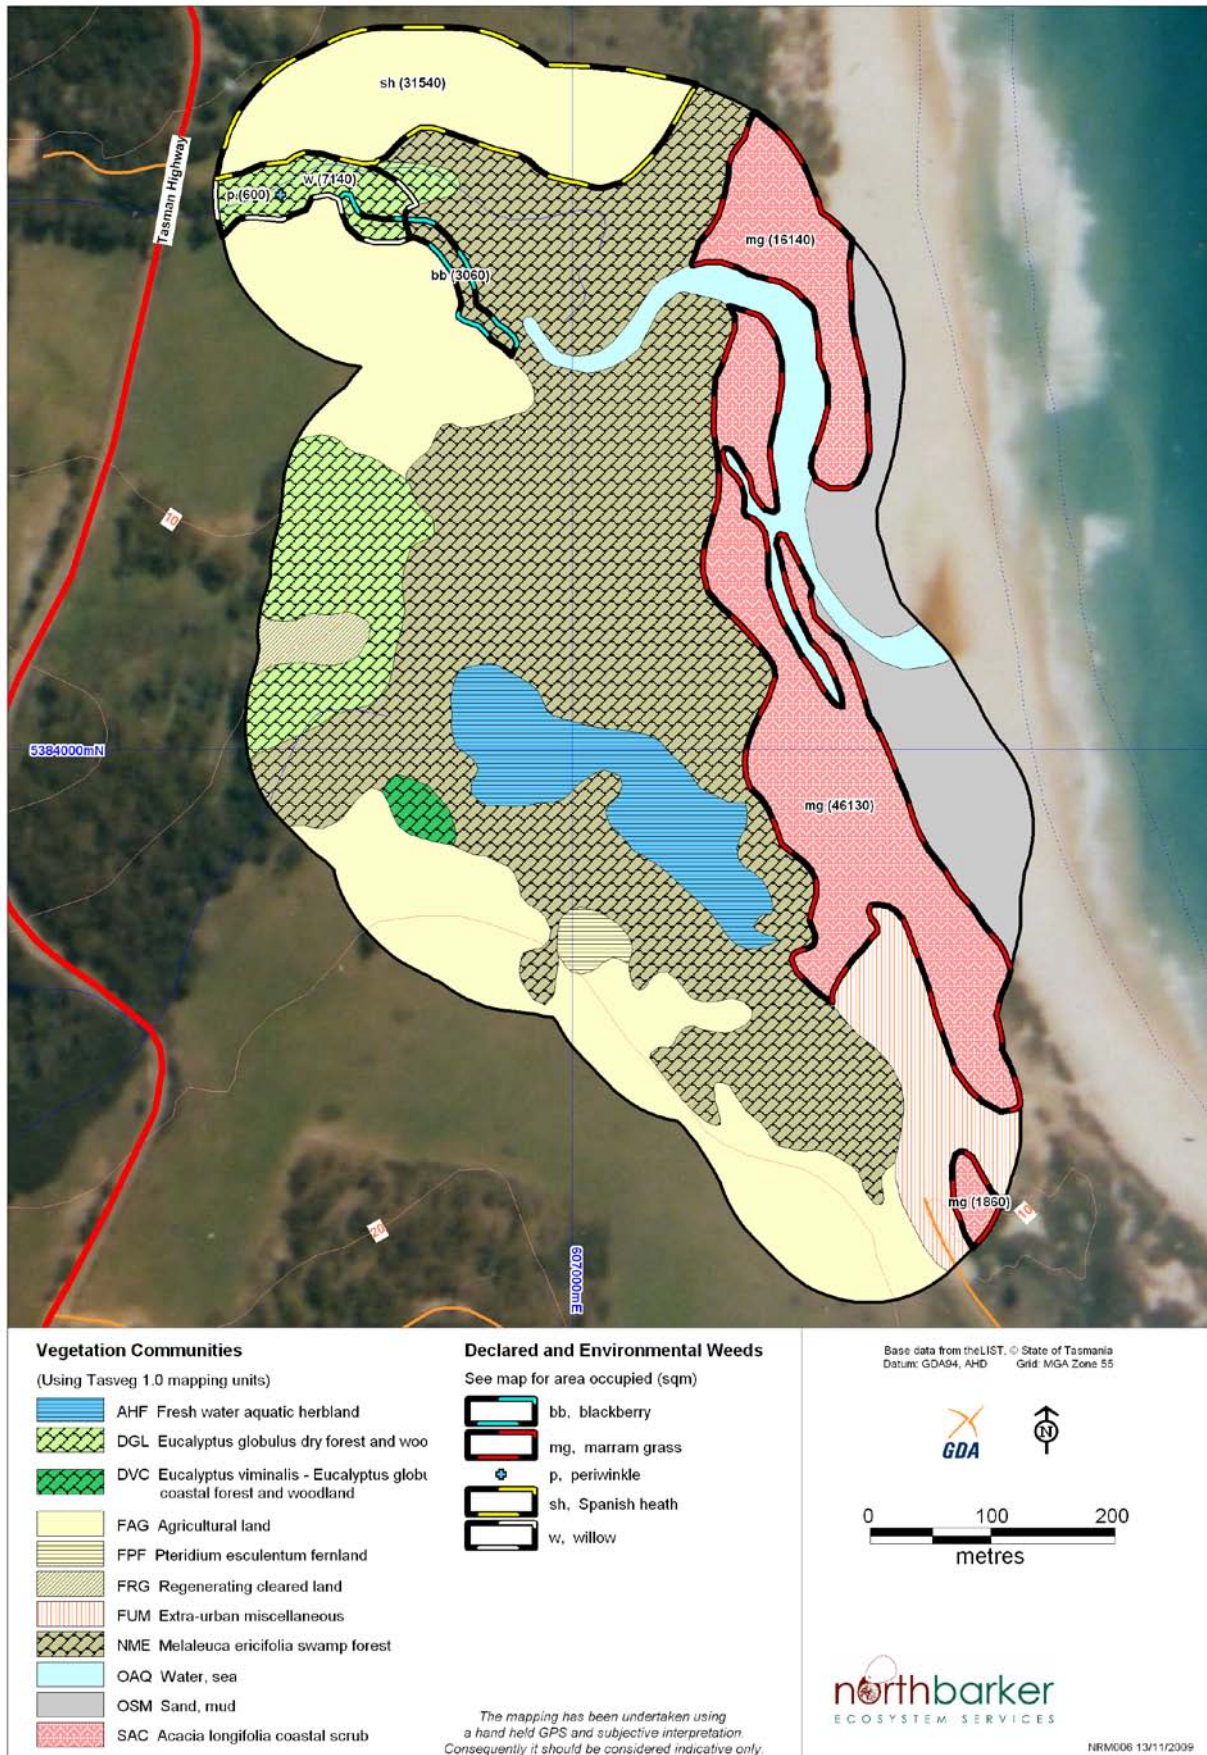 sh (31540)
Tasman Highway
w (7140)
p (600)
mg (16140)
bb (3060)
10
5384000mN
mg (46130)
mg (1860)
10
20
607000mE
Vegetation Communities
(Using Tasveg 1.0 mapping units)
AHF Fresh water aquatic herbland
DGL Eucalyptus globulus dry forest and woo
DVC Eucalyptus viminalis - Eucalyptus globu
coastal forest and woodland
FAG Agricultural land
FPF Pteridium esculentum fernland
FRG Regenerating cleared land
FUM Extra-urban miscellaneous
NME Melaleuca ericifolia swamp forest
OAQ Water, sea
OSM Sand, mud
SAC Acacia longifolia coastal scrub
Declared and Environmental Weeds
See map for area occupied (sqm)
bb, blackberry
mg, marram grass
p, periwinkle
sh, Spanish heath
w, willow
The mapping has been undertaken using
a hand held GPS and subjective interpretation.
Consequently it should be considered indicative only.
Base data from theLIST, © State of Tasmania
Datum: GDA94, AHD Grid: MGA Zone 55
GDA
N
0 100 200
metres
northbarker
ECOSYSTEM SERVICES
NRM006 13/11/2009